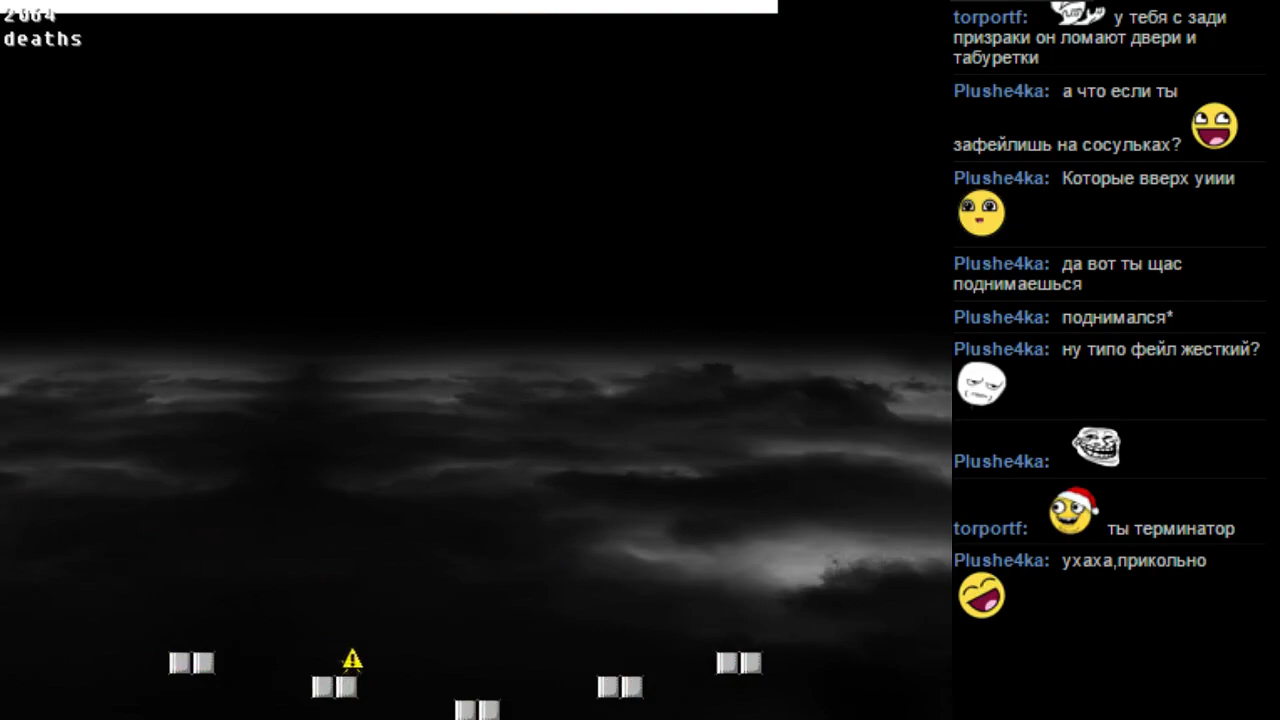 2064
deaths
torportf: у тебя с зади
призраки он ломают двери и
табуретки
Plushe4ka: а что если ты
зафейлишь на сосульках?
Plushe4ka: Которые вверх уиии
Plushe4ka: да вот ты щас
поднимаешься
Plushe4ka: поднимался*
Plushe4ka: ну типо фейл жесткий?
Plushe4ka:
torportf: ты терминатор
Plushe4ka: ухаха,прикольно